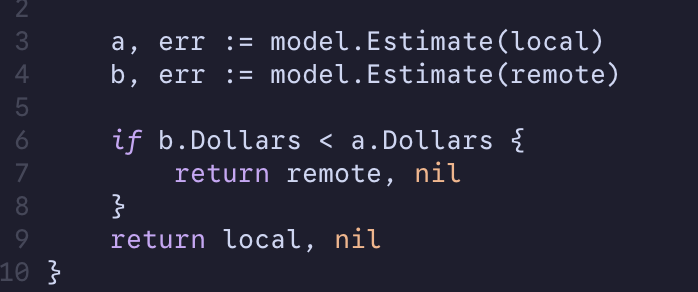 2
3 a, err := model.Estimate(local)
4 b, err := model.Estimate(remote)
5
6 if b.Dollars < a.Dollars {
7 return remote, nil
8 }
9 return local, nil
10 }